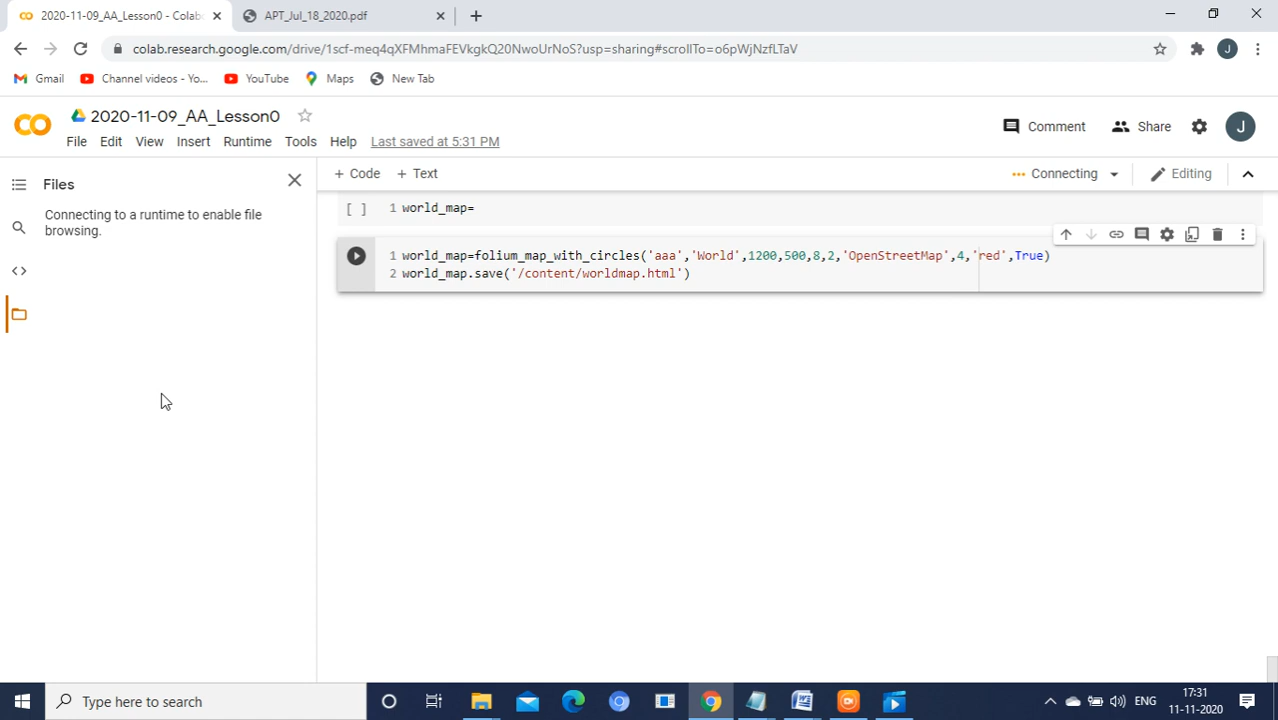 2020-11-09_AA_Lesson0 - Colab
APT_Jul_18_2020.pdf
colab.research.google.com/drive/1scf-meq4qXFMhmaFEVkgkQ20NwoUrNoS?usp=sharing#scrollTo=o6pWjNzfLTaV
J
Gmail
Channel videos - Yo...
YouTube
Maps
New Tab
2020-11-09_AA_Lesson0
Comment
Share
J
File Edit View Insert Runtime Tools Help Last saved at 5:31 PM
Files
+ Code + Text
Connecting
Editing
Connecting to a runtime to enable file
browsing.
[ ] 1 world_map=
1 world_map=folium_map_with_circles('aaa','World',1200,500,8,2,'OpenStreetMap',4,'red',True)
2 world_map.save('/content/worldmap.html')
Type here to search
ENG
17:31
11-11-2020